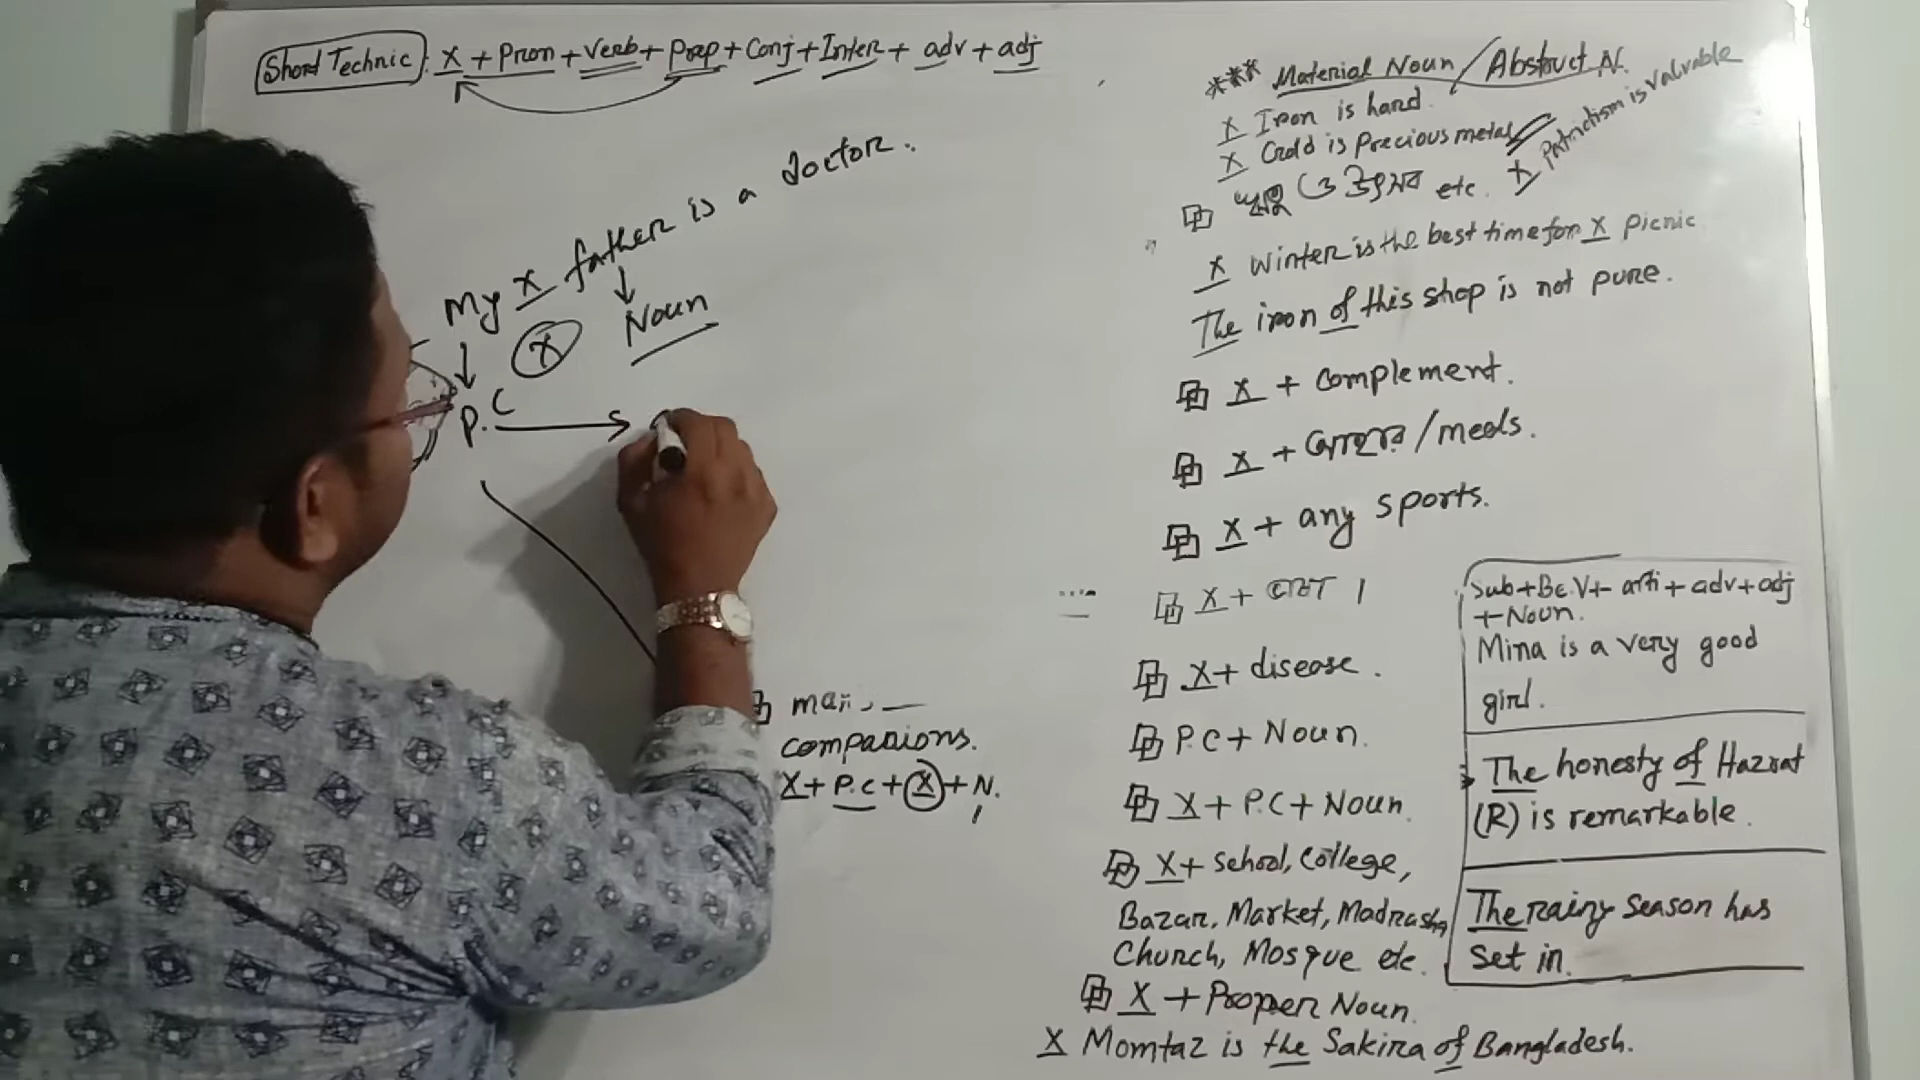 Short Technic: X + Pron + Verb + Prep + Conj + Inter + adv + adj
My X father is a doctor.
X Noun
P.C
companions.
X + P.C + X + N.
*** Material Noun / Abstuct N.
X Iron is hard.
X Gold is Precious metal
X Patriotism is valuable
ঋতু ও উৎসব etc.
X Winter is the best time for X Picnic
The iron of this shop is not pure.
X + complement.
X + / meals.
X + any sports.
X +
X + disease.
P.C + Noun.
X + P.C + Noun.
X + School, College,
Bazar, Market, Madrasha,
Church, Mosque etc.
X + Proper Noun.
X Momtaz is the Sakira of Bangladesh.
Sub + Be.V + arti + adv + adj
+ Noun.
Mina is a very good
girl.
The honesty of Hazrat
(R) is remarkable.
The rainy season has
set in.